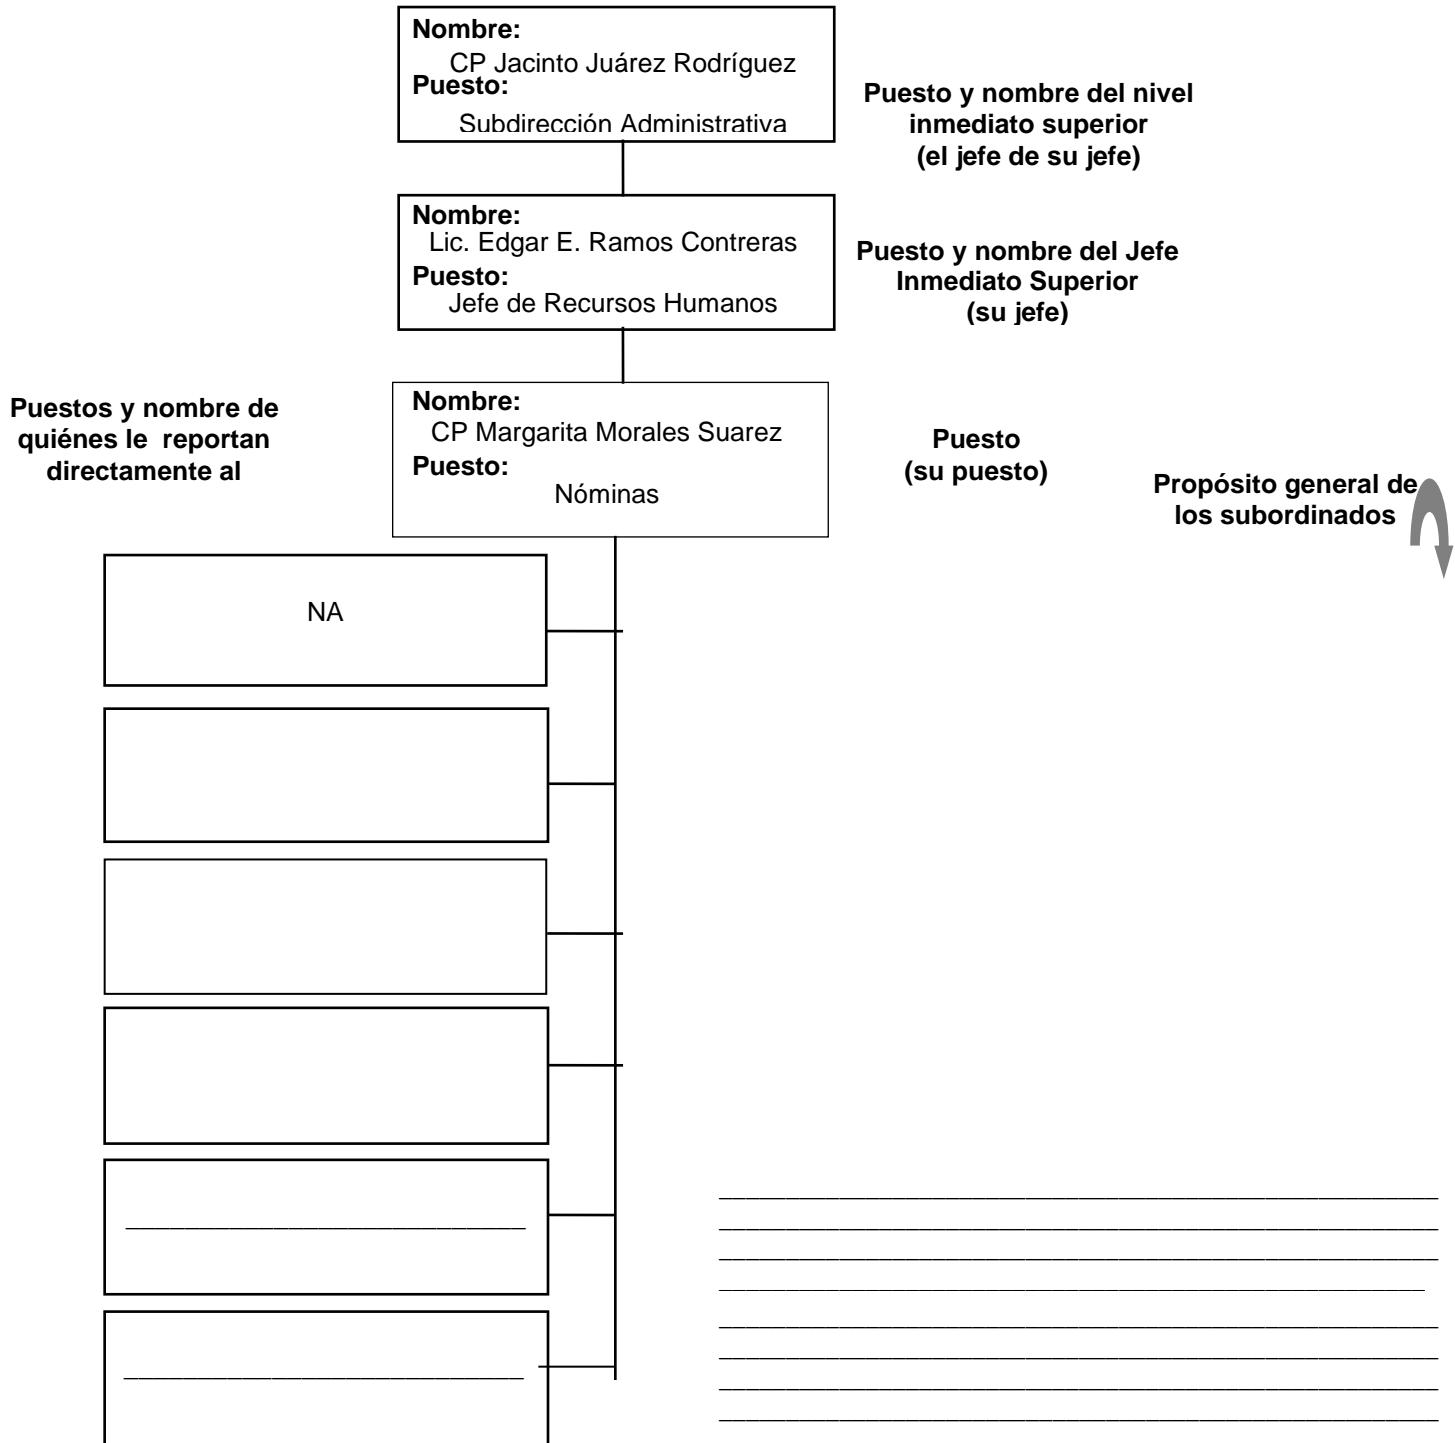 Nombre:
CP Jacinto Juárez Rodríguez
Puesto:
Subdirección Administrativa
Puesto y nombre del nivel
inmediato superior
(el jefe de su jefe)
Nombre:
Lic. Edgar E. Ramos Contreras
Puesto:
Jefe de Recursos Humanos
Puesto y nombre del Jefe
Inmediato Superior
(su jefe)
Puestos y nombre de
quiénes le reportan
directamente al
Nombre:
CP Margarita Morales Suarez
Puesto:
Nóminas
Puesto
(su puesto)
Propósito general de
los subordinados
NA